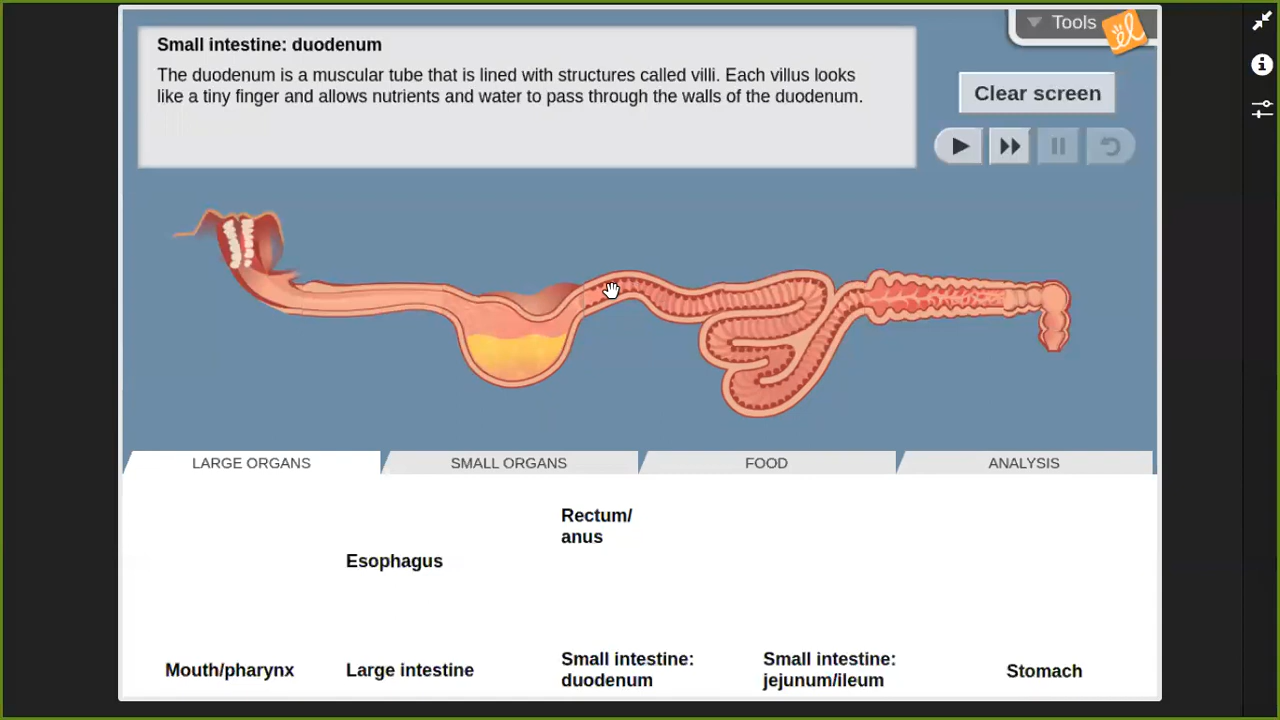 Tools
Small intestine: duodenum
The duodenum is a muscular tube that is lined with structures called villi. Each villus looks
like a tiny finger and allows nutrients and water to pass through the walls of the duodenum.
Clear screen
LARGE ORGANS
SMALL ORGANS
FOOD
ANALYSIS
Rectum/
anus
Esophagus
Mouth/pharynx
Large intestine
Small intestine:
duodenum
Small intestine:
jejunum/ileum
Stomach